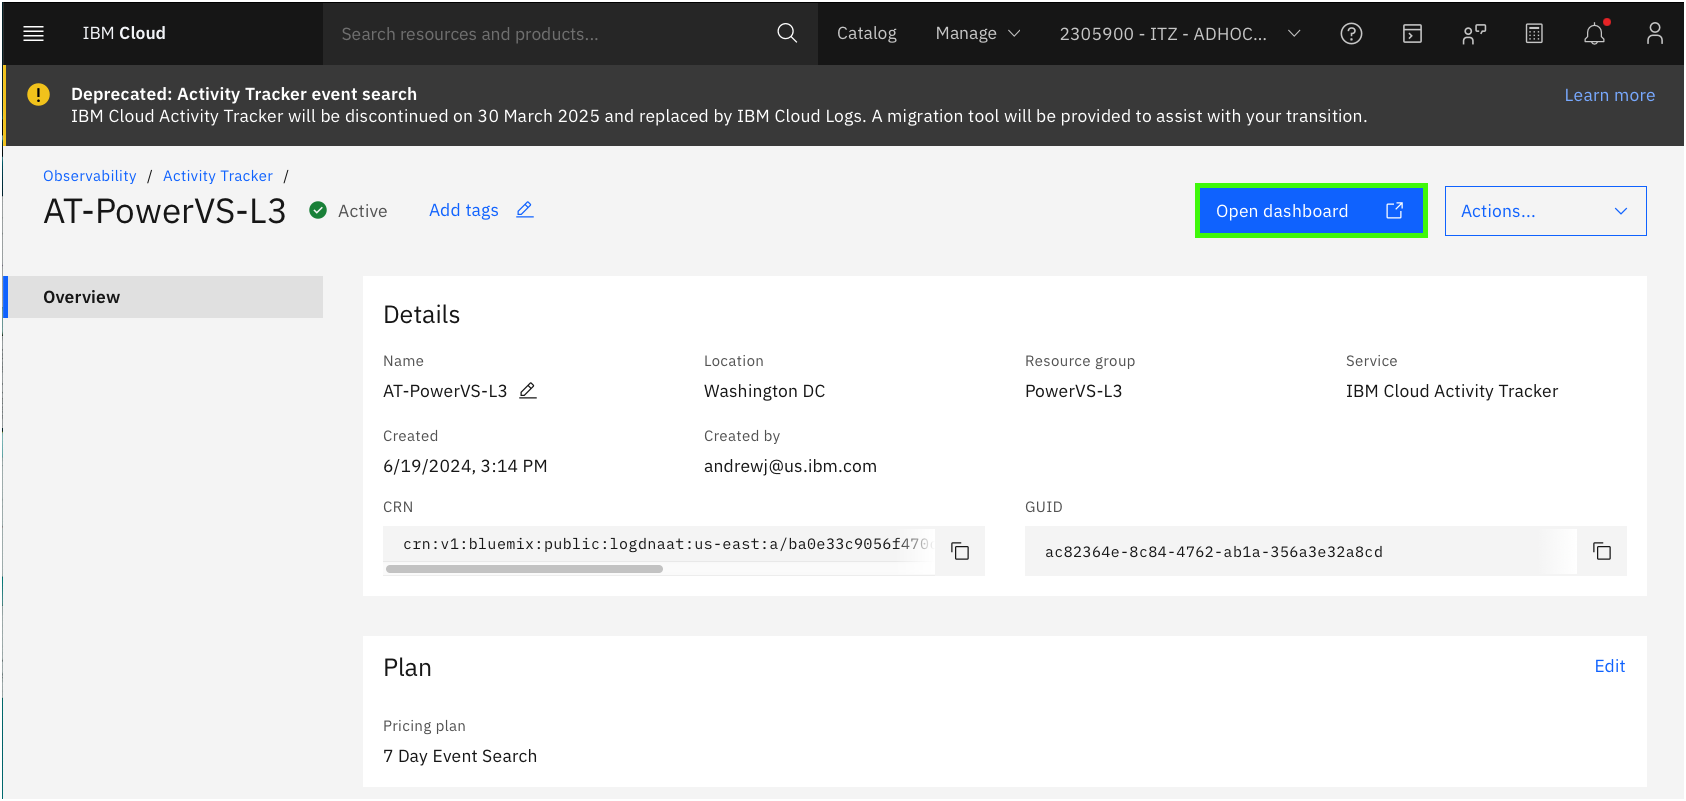 IBM Cloud
Search resources and products...
Catalog
Manage
2305900 - ITZ - ADHOC...
Deprecated: Activity Tracker event search
Learn more
IBM Cloud Activity Tracker will be discontinued on 30 March 2025 and replaced by IBM Cloud Logs. A migration tool will be provided to assist with your transition.
Observability / Activity Tracker /
AT-PowerVS-L3
Active
Add tags
Open dashboard
Actions...
Overview
Details
Name
Location
Resource group
Service
AT-PowerVS-L3
Washington DC
PowerVS-L3
IBM Cloud Activity Tracker
Created
Created by
6/19/2024, 3:14 PM
andrewj@us.ibm.com
CRN
GUID
crn:v1:bluemix:public:logdnaat:us-east:a/ba0e33c9056f470
ac82364e-8c84-4762-ab1a-356a3e32a8cd
Plan
Edit
Pricing plan
7 Day Event Search